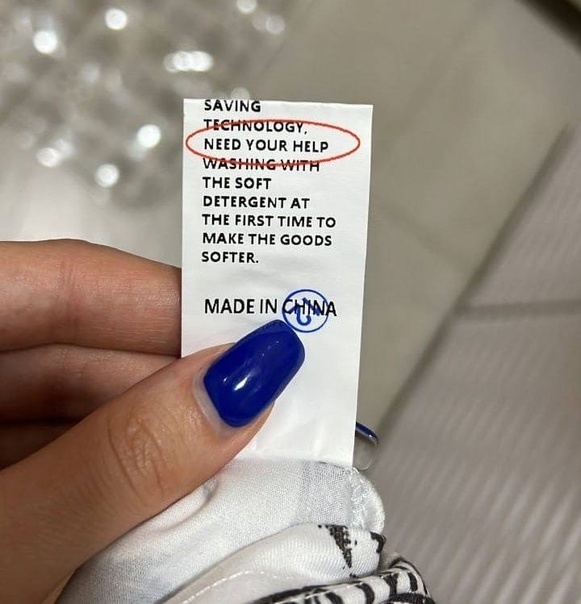 SAVING
TECHNOLOGY,
NEED YOUR HELP
WASHING WITH
THE SOFT
DETERGENT AT
THE FIRST TIME TO
MAKE THE GOODS
SOFTER.
MADE IN CHINA